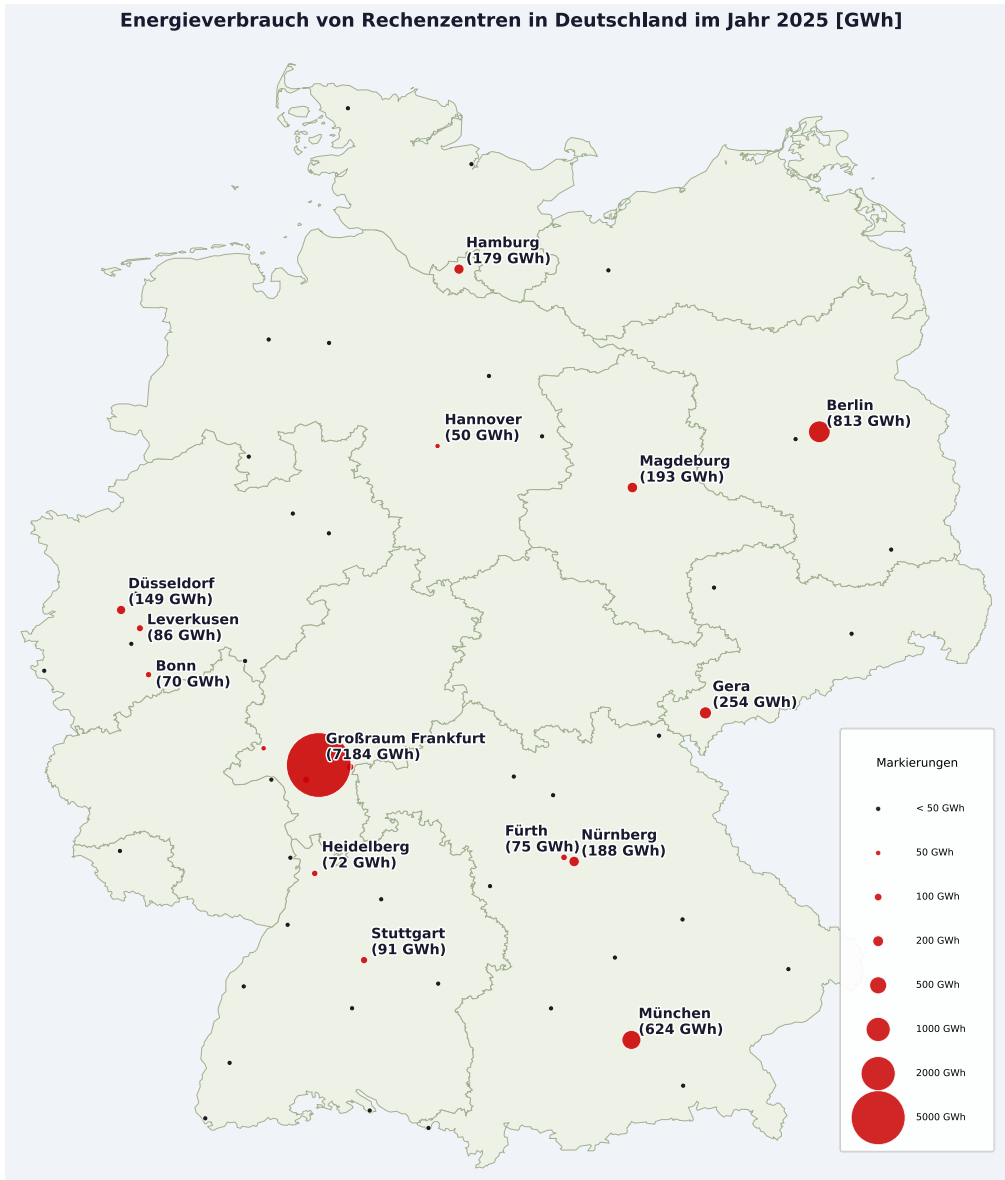 Energieverbrauch von Rechenzentren in Deutschland im Jahr 2025 [GWh]
Hamburg
(179 GWh)
Hannover
(50 GWh)
Berlin
(813 GWh)
Magdeburg
(193 GWh)
Düsseldorf
(149 GWh)
Leverkusen
(86 GWh)
Bonn
(70 GWh)
Gera
(254 GWh)
Großraum Frankfurt
(7184 GWh)
Heidelberg
(72 GWh)
Fürth
(75 GWh)
Nürnberg
(188 GWh)
Stuttgart
(91 GWh)
München
(624 GWh)
Markierungen
< 50 GWh
50 GWh
100 GWh
200 GWh
500 GWh
1000 GWh
2000 GWh
5000 GWh